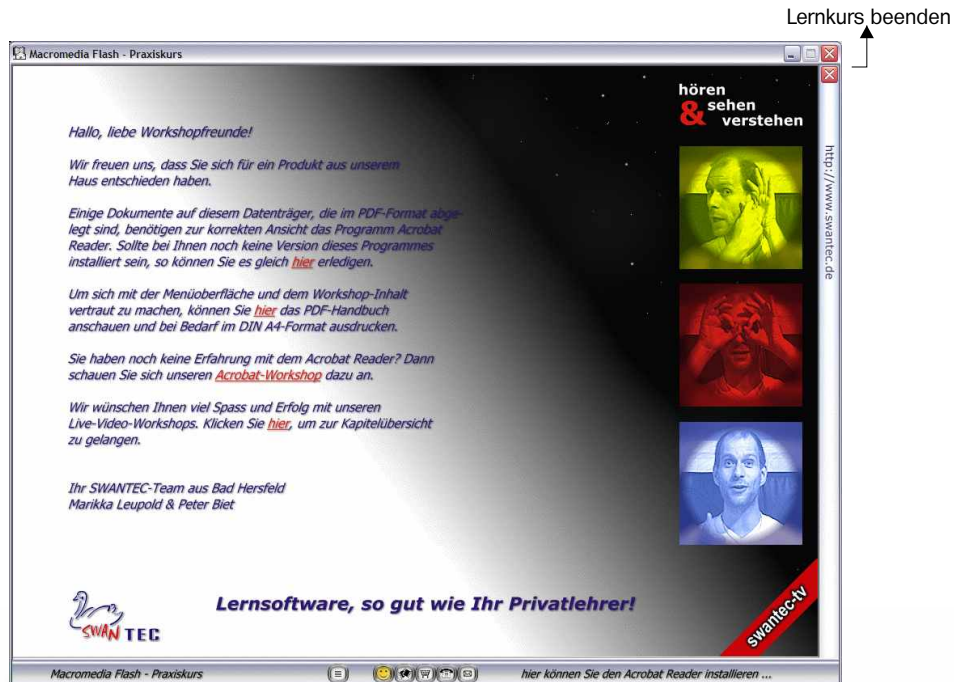 Lernkurs beenden
Macromedia Flash - Praxiskurs
hören
& sehen
verstehen
http://www.swantec.de
Hallo, liebe Workshopfreunde!
Wir freuen uns, dass Sie sich für ein Produkt aus unserem
Haus entschieden haben.
Einige Dokumente auf diesem Datenträger, die im PDF-Format abge-
legt sind, benötigen zur korrekten Ansicht das Programm Acrobat
Reader. Sollte bei Ihnen noch keine Version dieses Programmes
installiert sein, so können Sie es gleich hier erledigen.
Um sich mit der Menüoberfläche und dem Workshop-Inhalt
vertraut zu machen, können Sie hier das PDF-Handbuch
anschauen und bei Bedarf im DIN A4-Format ausdrucken.
Sie haben noch keine Erfahrung mit dem Acrobat Reader? Dann
schauen Sie sich unseren Acrobat-Workshop dazu an.
Wir wünschen Ihnen viel Spass und Erfolg mit unseren
Live-Video-Workshops. Klicken Sie hier, um zur Kapitelübersicht
zu gelangen.
Ihr SWANTEC-Team aus Bad Hersfeld
Marikka Leupold & Peter Biet
SWANTEC
Lernsoftware, so gut wie Ihr Privatlehrer!
swantec-tv
Macromedia Flash - Praxiskurs
hier können Sie den Acrobat Reader installieren ...